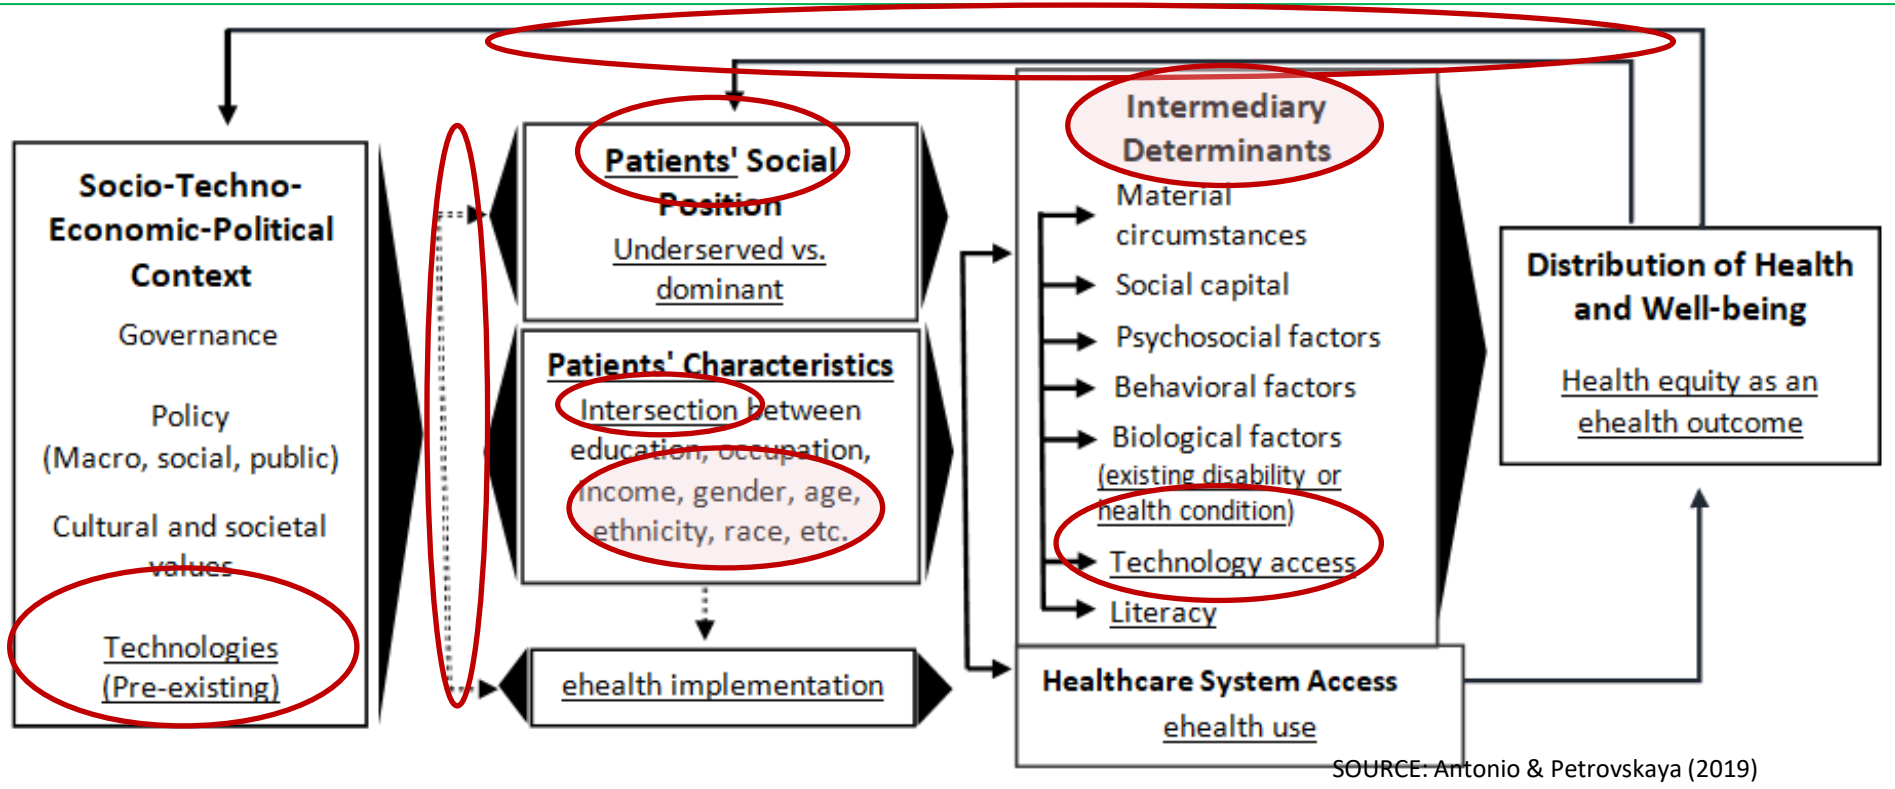 Socio-Techno-
Economic-Political
Context
Governance
Policy
(Macro, social, public)
Cultural and societal
values
Technologies
(Pre-existing)
Patients' Social
Position
Underserved vs.
dominant
Patients' Characteristics
Intersection between
education, occupation,
income, gender, age,
ethnicity, race, etc.
ehealth implementation
Intermediary
Determinants
Material
circumstances
Social capital
Psychosocial factors
Behavioral factors
Biological factors
(existing disability or
health condition)
Technology access
Literacy
Healthcare System Access
ehealth use
Distribution of Health
and Well-being
Health equity as an
ehealth outcome
SOURCE: Antonio & Petrovskaya (2019)